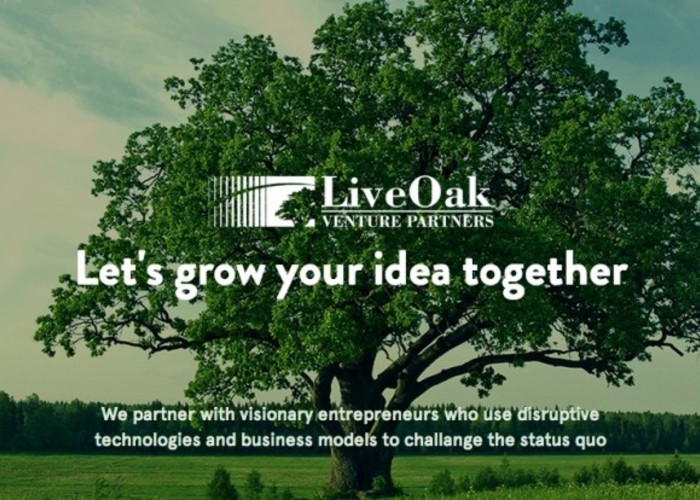 LiveOak
VENTURE PARTNERS
Let's grow your idea together
We partner with visionary entrepreneurs who use disruptive
technologies and business models to challange the status quo